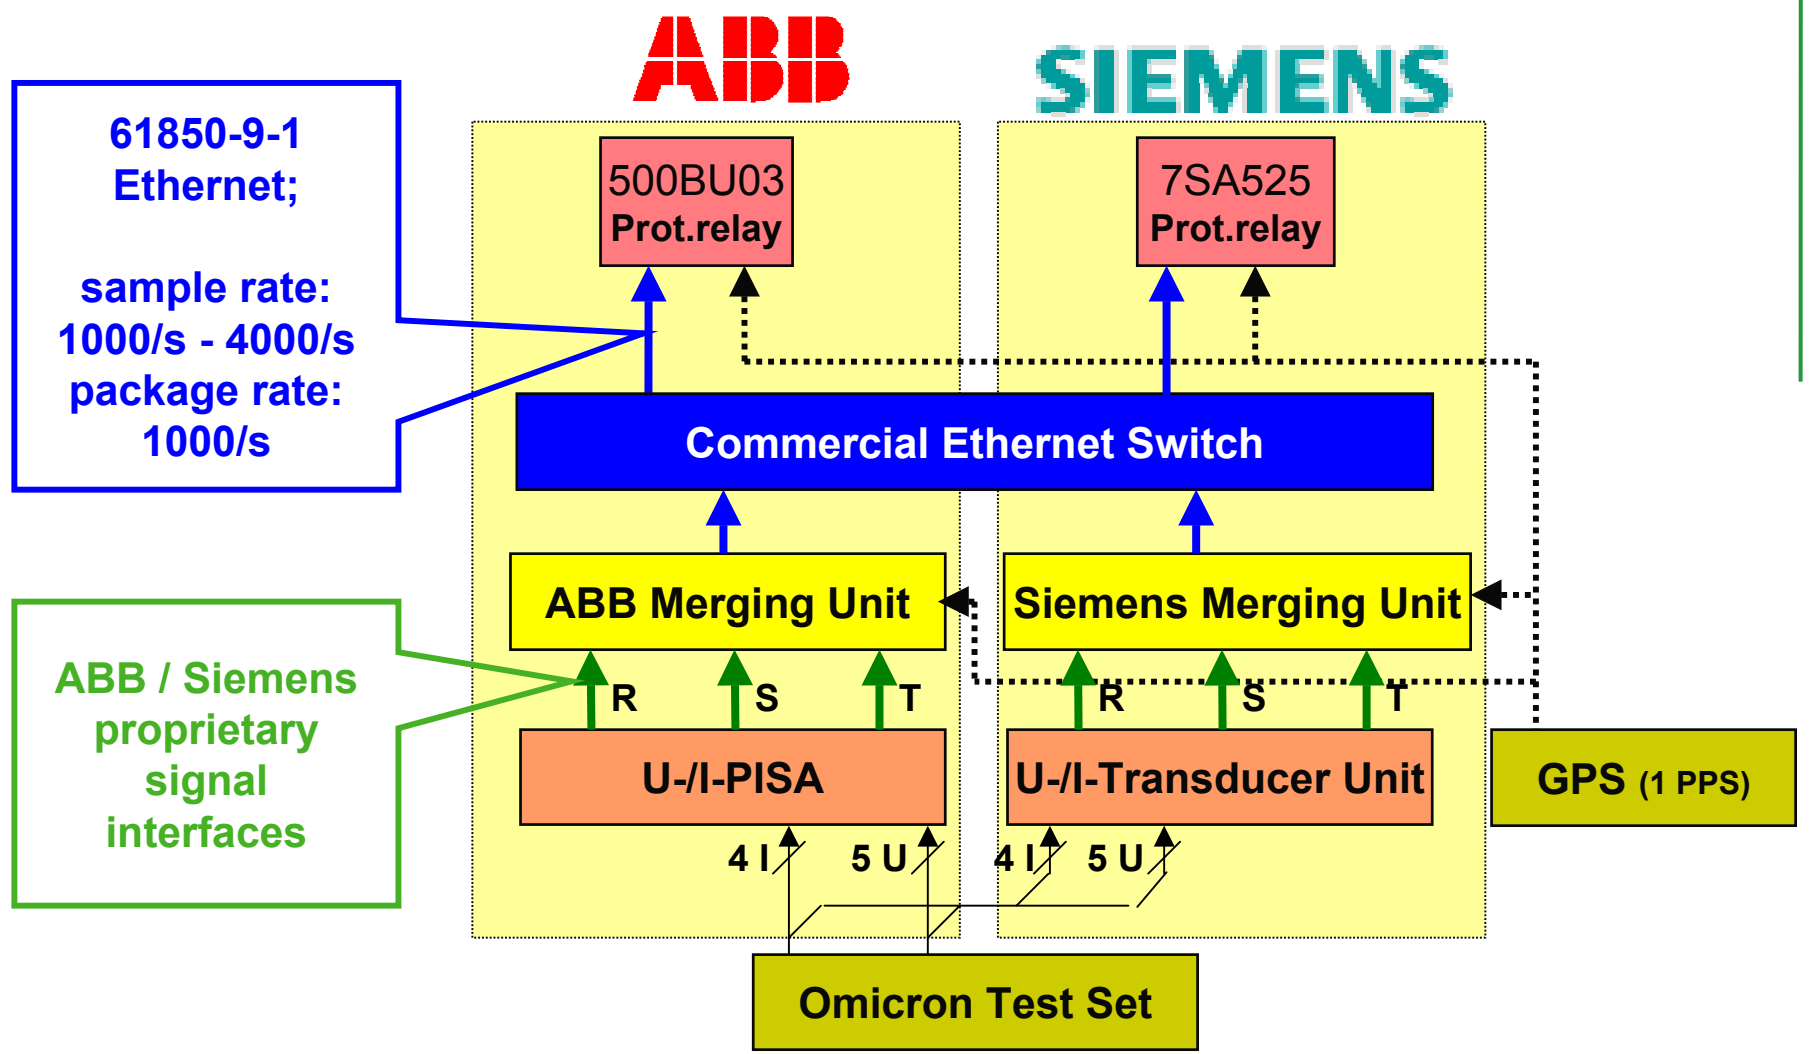 ABB
SIEMENS
61850-9-1
Ethernet;
sample rate:
1000/s - 4000/s
package rate:
1000/s
500BU03
Prot.relay
7SA525
Prot.relay
Commercial Ethernet Switch
ABB Merging Unit
Siemens Merging Unit
ABB / Siemens
proprietary
signal
interfaces
R
S
T
R
S
T
U-/I-PISA
U-/I-Transducer Unit
GPS (1 PPS)
4 I
5 U
4 I
5 U
Omicron Test Set